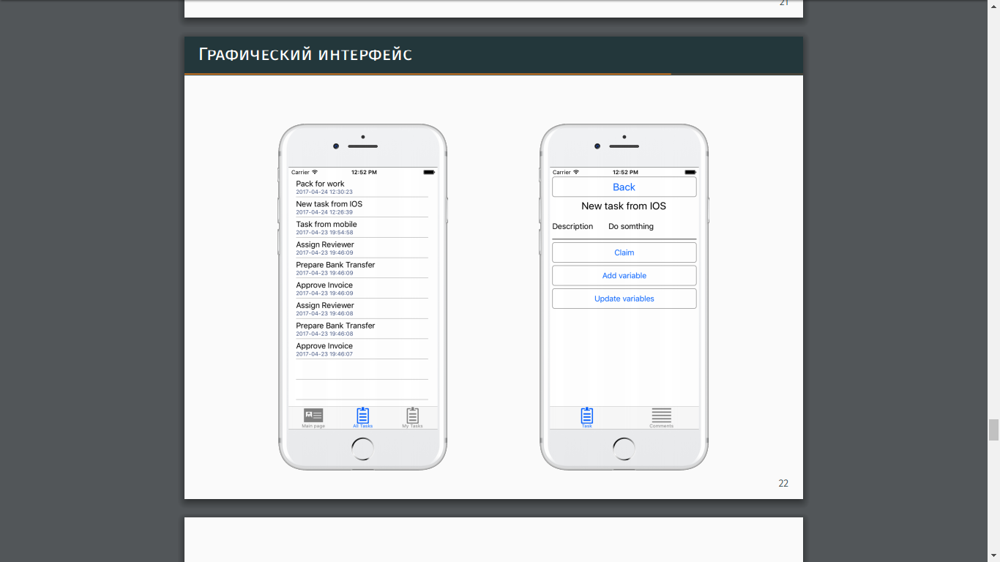 21
Графический интерфейс
Carrier 12:52 PM
Pack for work
2017-04-24 12:30:23
New task from IOS
2017-04-24 12:26:39
Task from mobile
2017-04-23 19:54:58
Assign Reviewer
2017-04-23 19:46:09
Prepare Bank Transfer
2017-04-23 19:46:09
Approve Invoice
2017-04-23 19:46:09
Assign Reviewer
2017-04-23 19:46:08
Prepare Bank Transfer
2017-04-23 19:46:08
Approve Invoice
2017-04-23 19:46:07
Main page All Tasks My Tasks
Carrier 12:52 PM
Back
New task from IOS
Description Do somthing
Claim
Add variable
Update variables
Task Comments
22